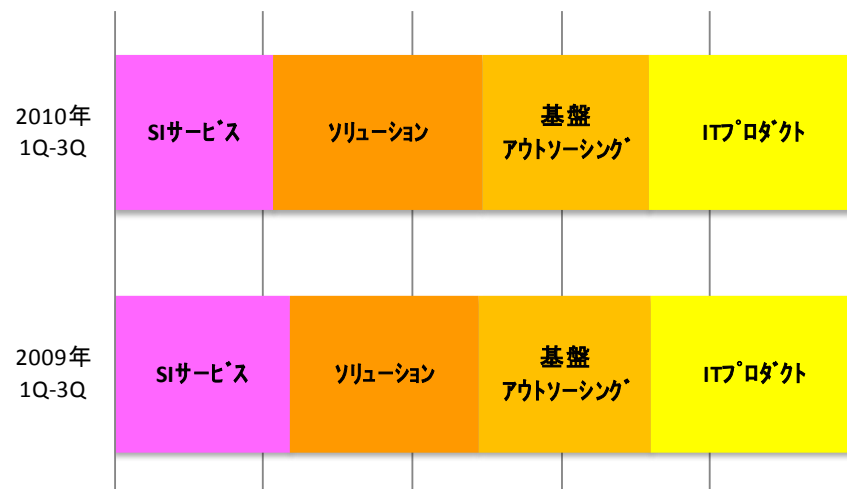 2010年
1Q-3Q
SIサービス
ソリューション
基盤
アウトソーシング
ITプロダクト
2009年
1Q-3Q
SIサービス
ソリューション
基盤
アウトソーシング
ITプロダクト